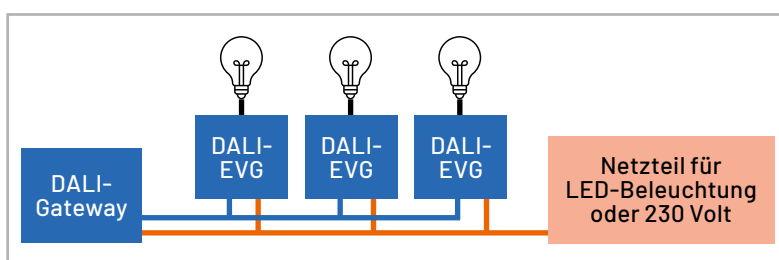 DALI-
EVG
DALI-
EVG
DALI-
EVG
DALI-
Gateway
Netzteil für
LED-Beleuchtung
oder 230 Volt